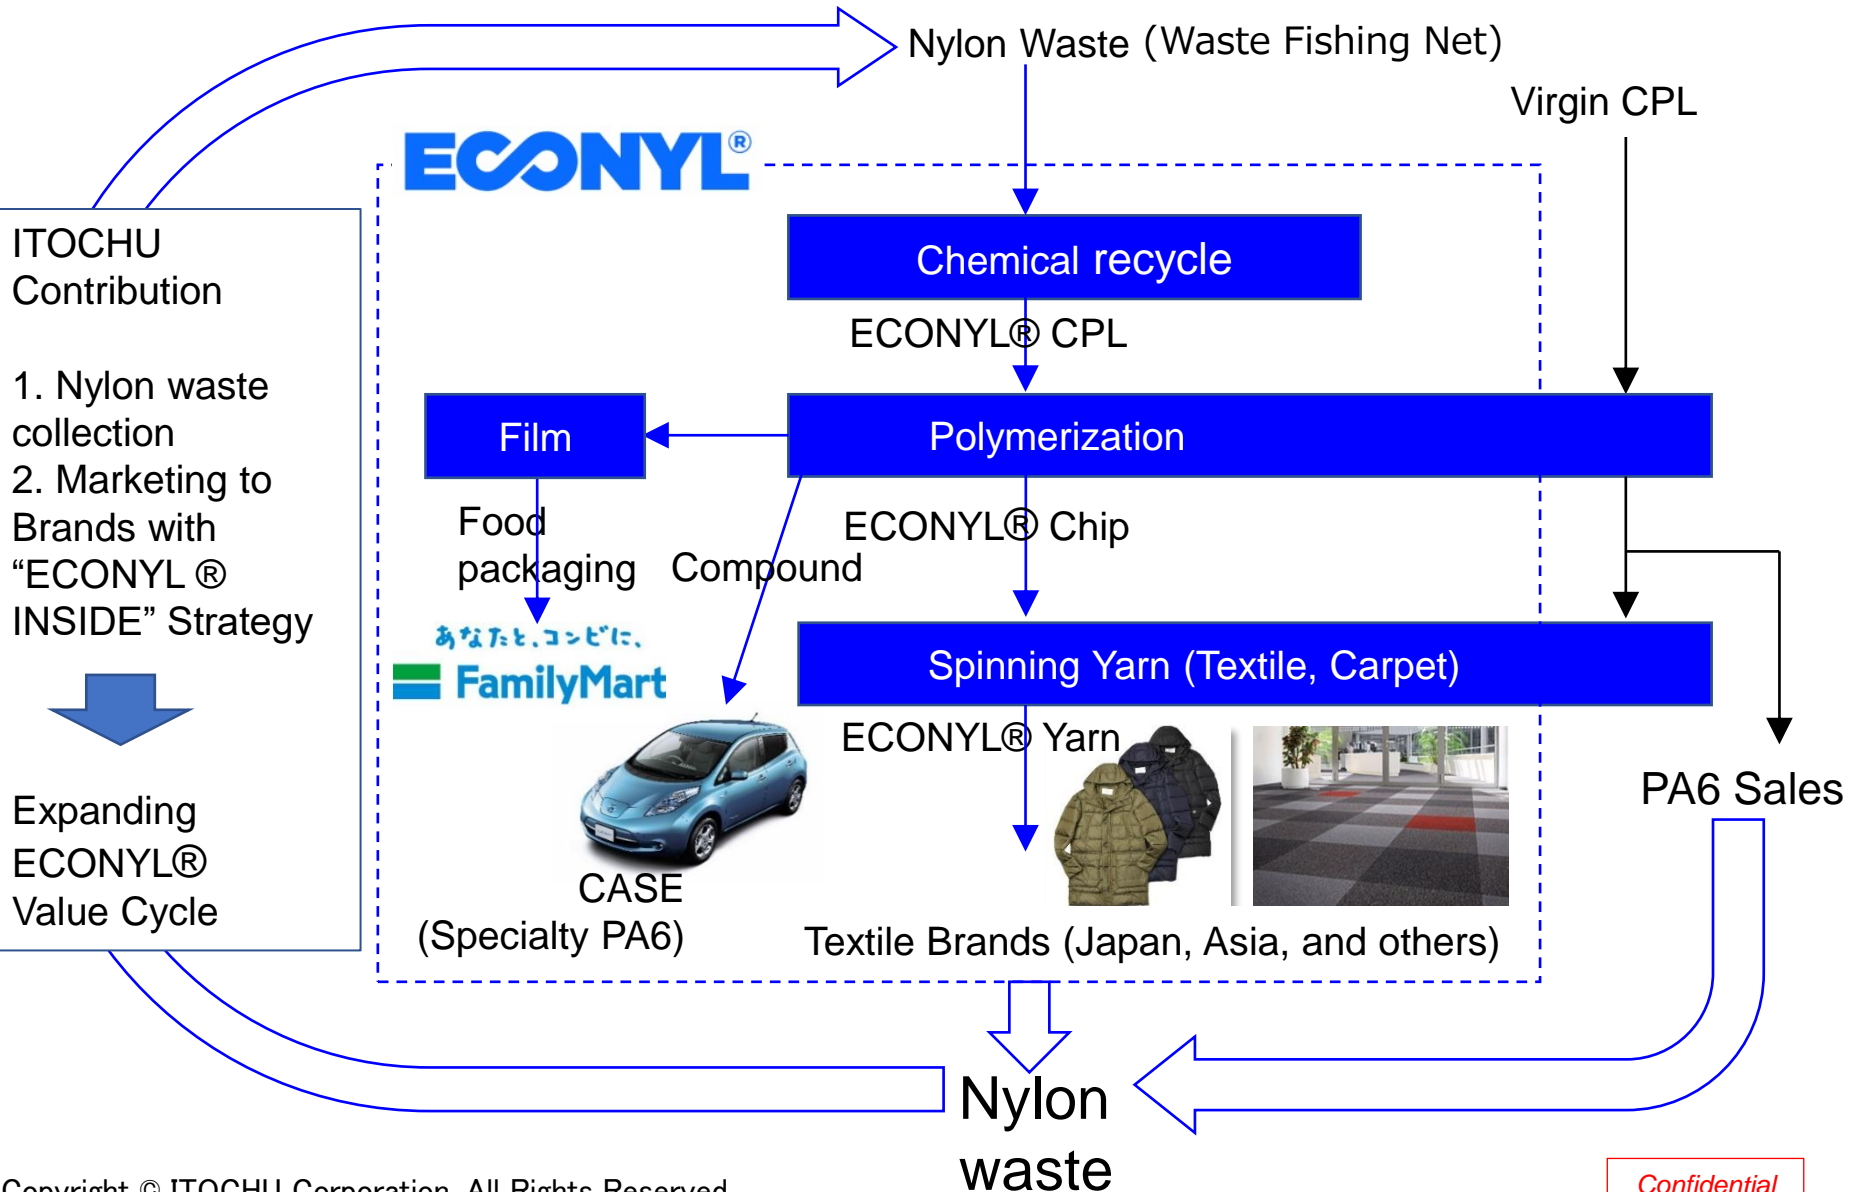 Nylon Waste (Waste Fishing Net)
Virgin CPL
ECONYL®
ITOCHU
Contribution
1. Nylon waste
collection
2. Marketing to
Brands with
“ECONYL ®
INSIDE” Strategy
Expanding
ECONYL®
Value Cycle
Chemical recycle
ECONYL® CPL
Film
Polymerization
Food
packaging
Compound
ECONYL® Chip
あなたと、コンビに、
FamilyMart
Spinning Yarn (Textile, Carpet)
ECONYL® Yarn
CASE
(Specialty PA6)
Textile Brands (Japan, Asia, and others)
PA6 Sales
Nylon
waste
Copyright © ITOCHU Corporation. All Rights Reserved.
Confidential